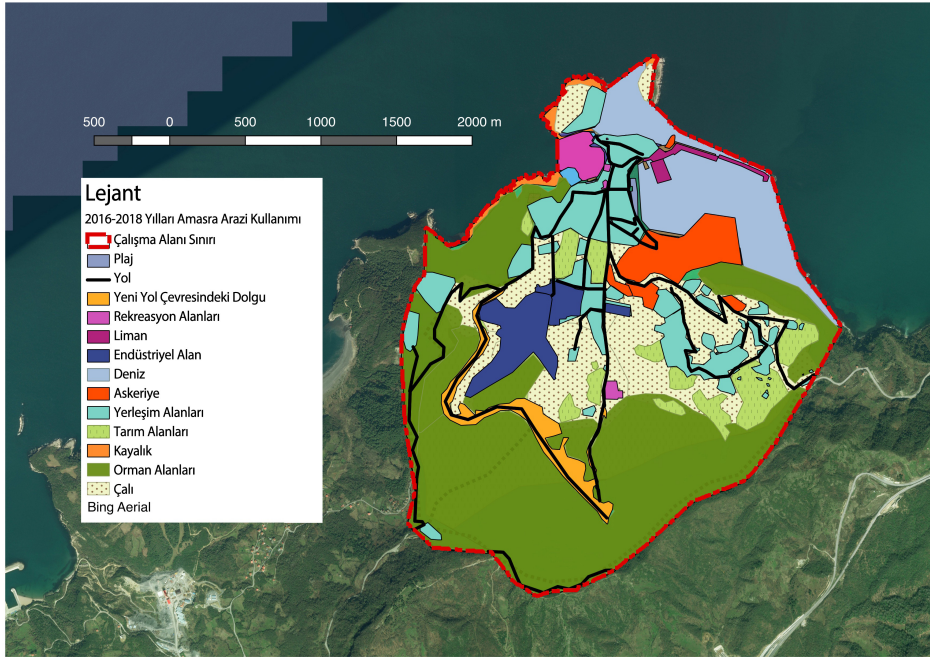 500 0 500 1000 1500 2000 m
Lejant
2016-2018 Yılları Amasra Arazi Kullanımı
Çalışma Alanı Sınırı
Plaj
Yol
Yeni Yol Çevresindeki Dolgu
Rekreasyon Alanları
Liman
Endüstriyel Alan
Deniz
Askeriye
Yerleşim Alanları
Tarım Alanları
Kayalık
Orman Alanları
Çalı
Bing Aerial